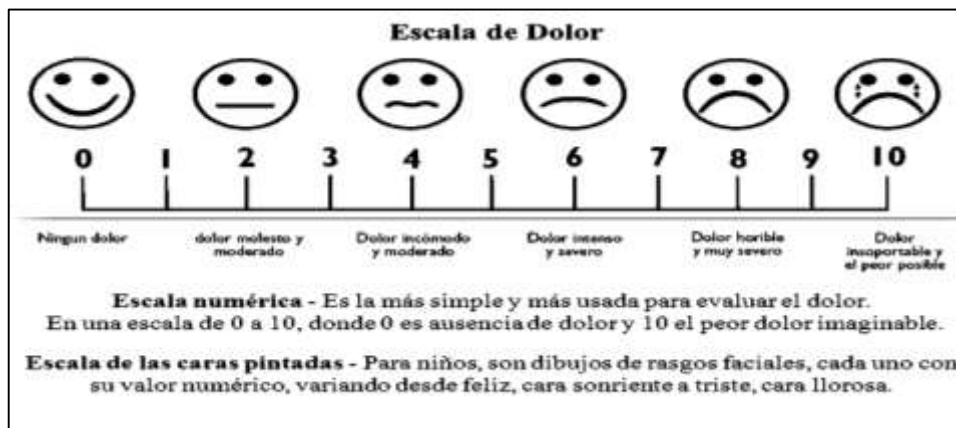 Escala de Dolor
0 1 2 3 4 5 6 7 8 9 10
Ningun dolor
dolor molesto y
moderado
Dolor incómodo
y moderado
Dolor intenso
y severo
Dolor horrible
y muy severo
Dolor
insoportable y
el peor posible
Escala numérica - Es la más simple y más usada para evaluar el dolor.
En una escala de 0 a 10, donde 0 es ausencia de dolor y 10 el peor dolor imaginable.
Escala de las caras pintadas - Para niños, son dibujos de rasgos faciales, cada uno con
su valor numérico, variando desde feliz, cara sonriente a triste, cara llorosa.